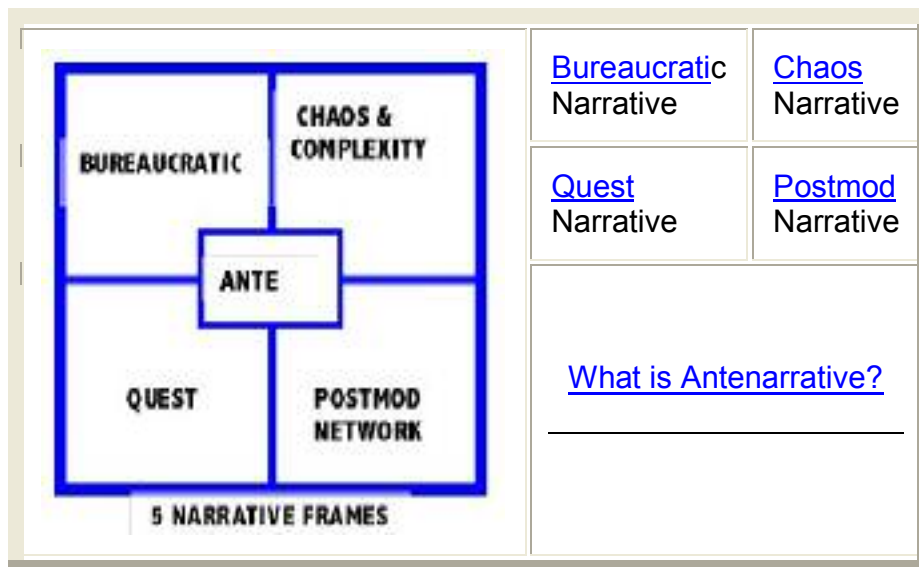 BUREAUCRATIC
CHAOS &
COMPLEXITY
ANTE
QUEST
POSTMOD
NETWORK
5 NARRATIVE FRAMES
Bureaucratic
Narrative
Chaos
Narrative
Quest
Narrative
Postmod
Narrative
What is Antenarrative?